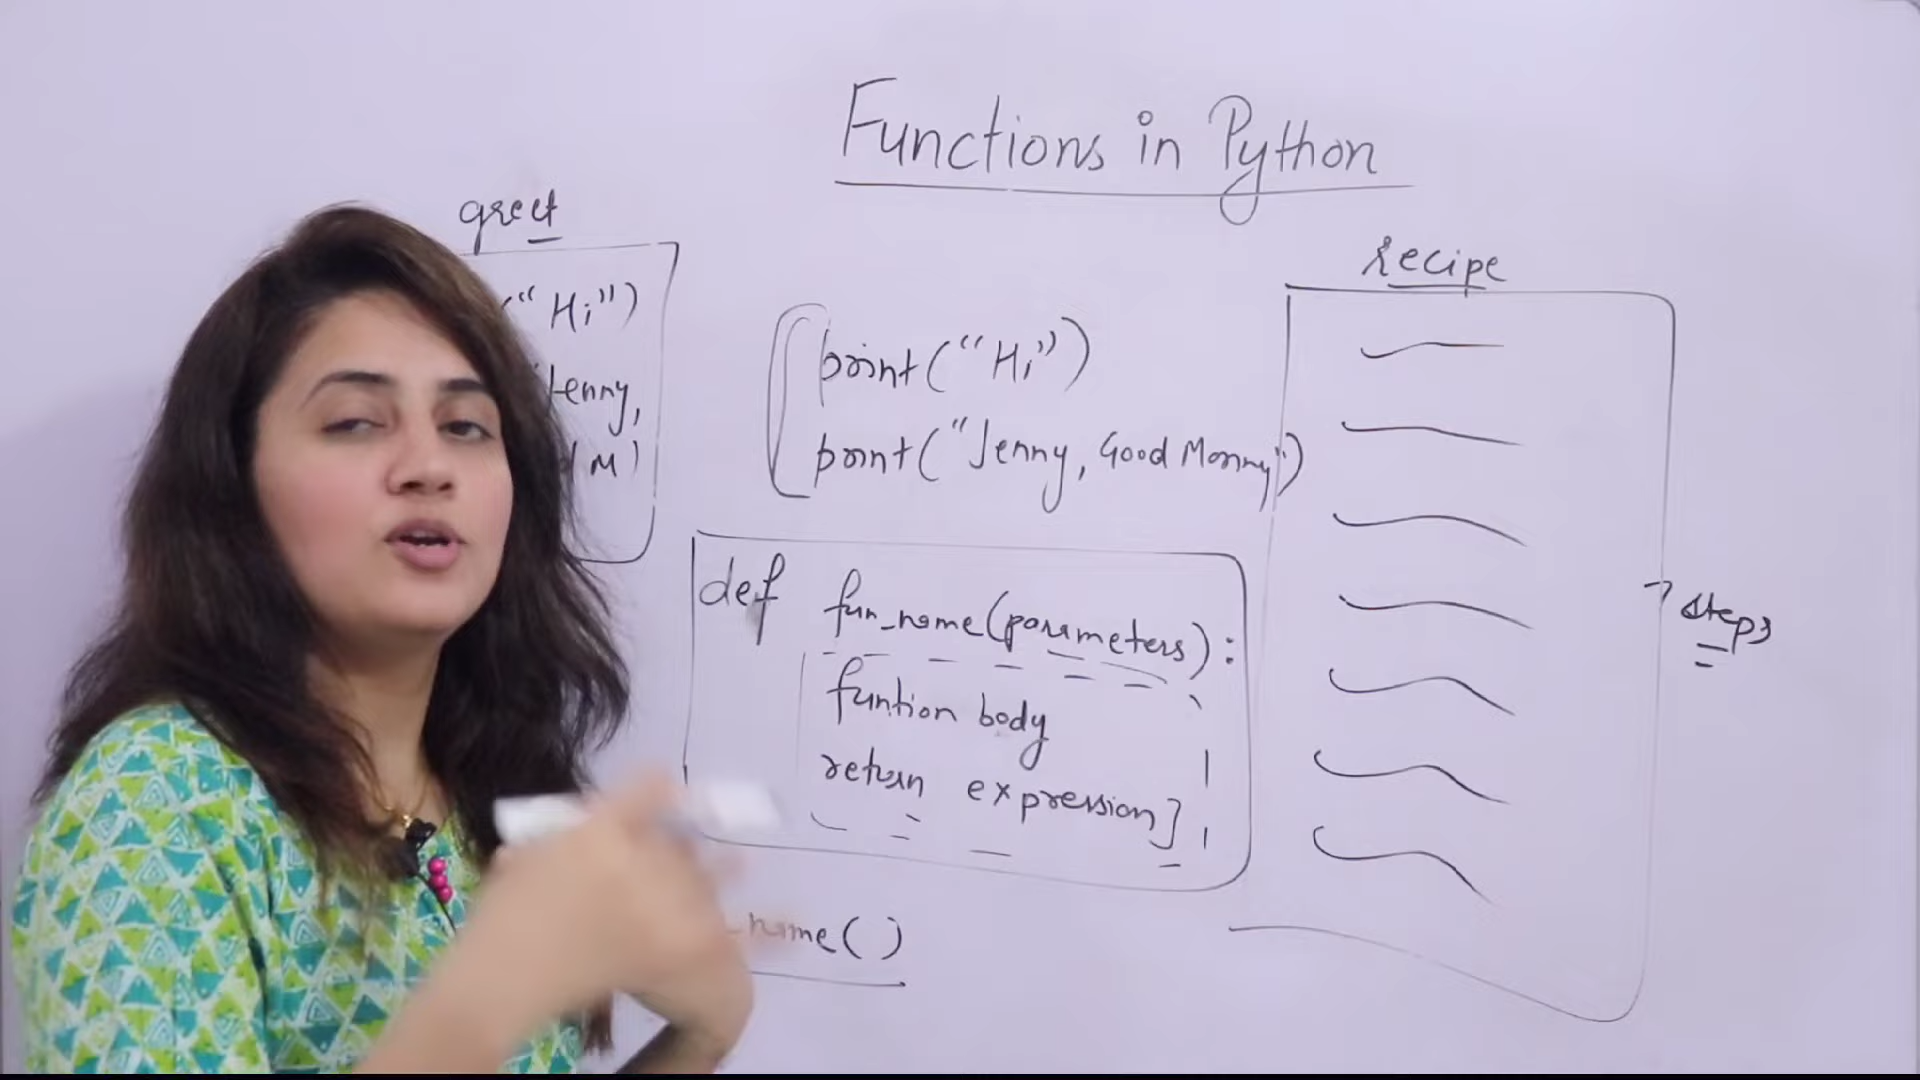 Functions in Python
greet
("Hi")
Jenny,
d M)
print("Hi")
print("Jenny, Good Morning")
def fun_name(parameters):
funtion body
return expression]
_name()
recipe
steps